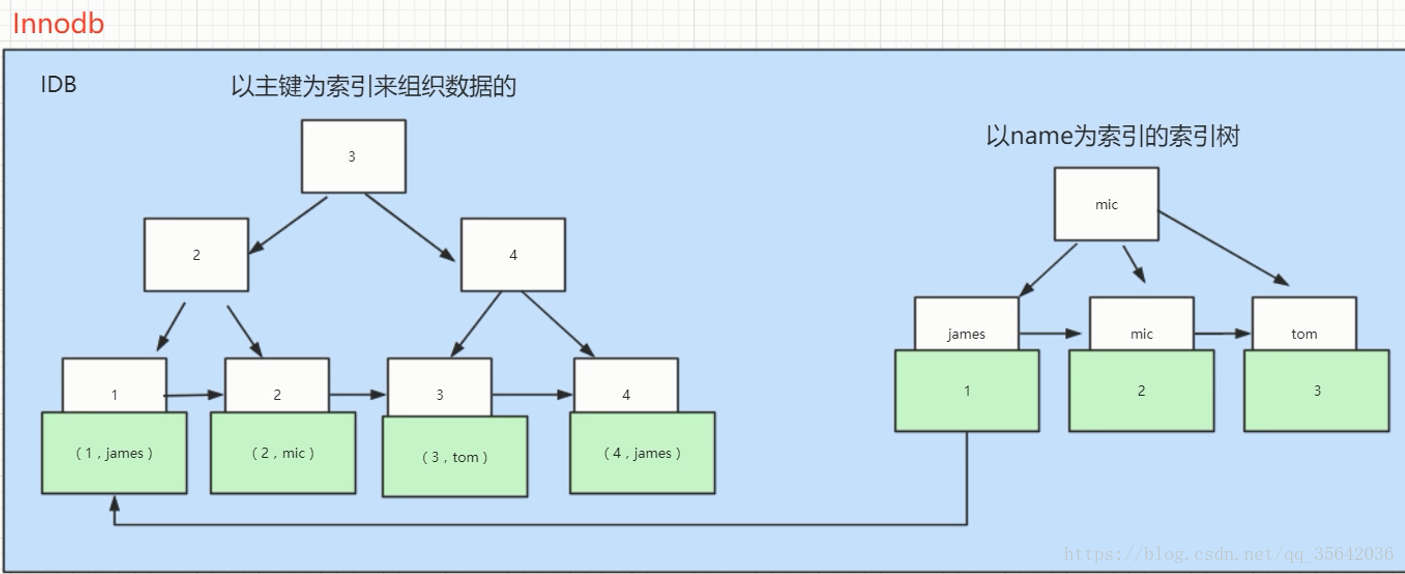 Innodb
IDB
以主键为索引来组织数据的
以name为索引的索引树
3
mic
2
4
james
mic
tom
1
2
3
1
2
3
4
（1，james）
（2，mic）
（3，tom）
（4，james）
https://blog.csdn.net/qq_35642036